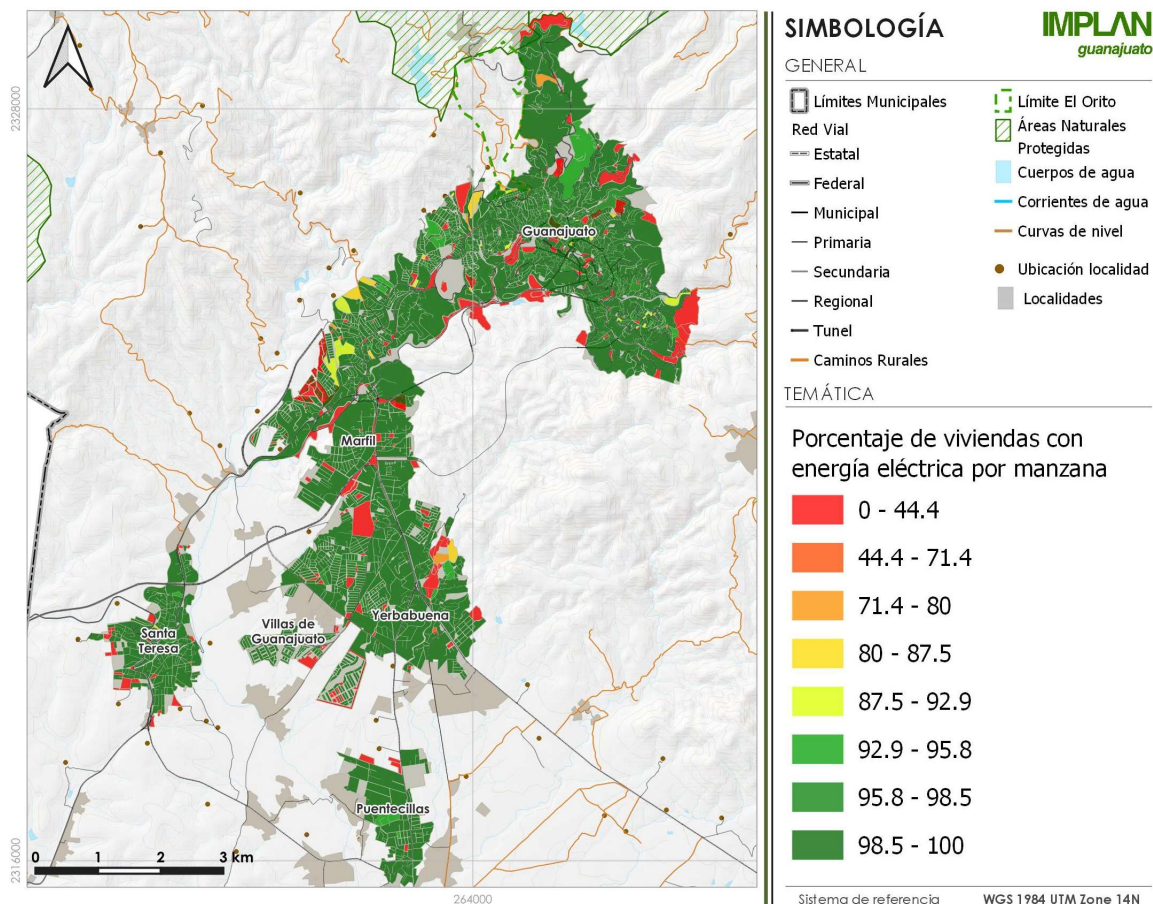 2328000
Guanajuato
Marfil
Yerbabuena
Villas de
Guanajuato
Santa
Teresa
Puentecillas
2316000
0 1 2 3 km
264000
SIMBOLOGÍA
IMPLAN
guanajuato
GENERAL
Límites Municipales
Red Vial
Estatal
Federal
Municipal
Primaria
Secundaria
Regional
Tunel
Caminos Rurales
Límite El Orito
Áreas Naturales
Protegidas
Cuerpos de agua
Corrientes de agua
Curvas de nivel
Ubicación localidad
Localidades
TEMÁTICA
Porcentaje de viviendas con
energía eléctrica por manzana
0 - 44.4
44.4 - 71.4
71.4 - 80
80 - 87.5
87.5 - 92.9
92.9 - 95.8
95.8 - 98.5
98.5 - 100
Sistema de referencia WGS 1984 UTM Zone 14N